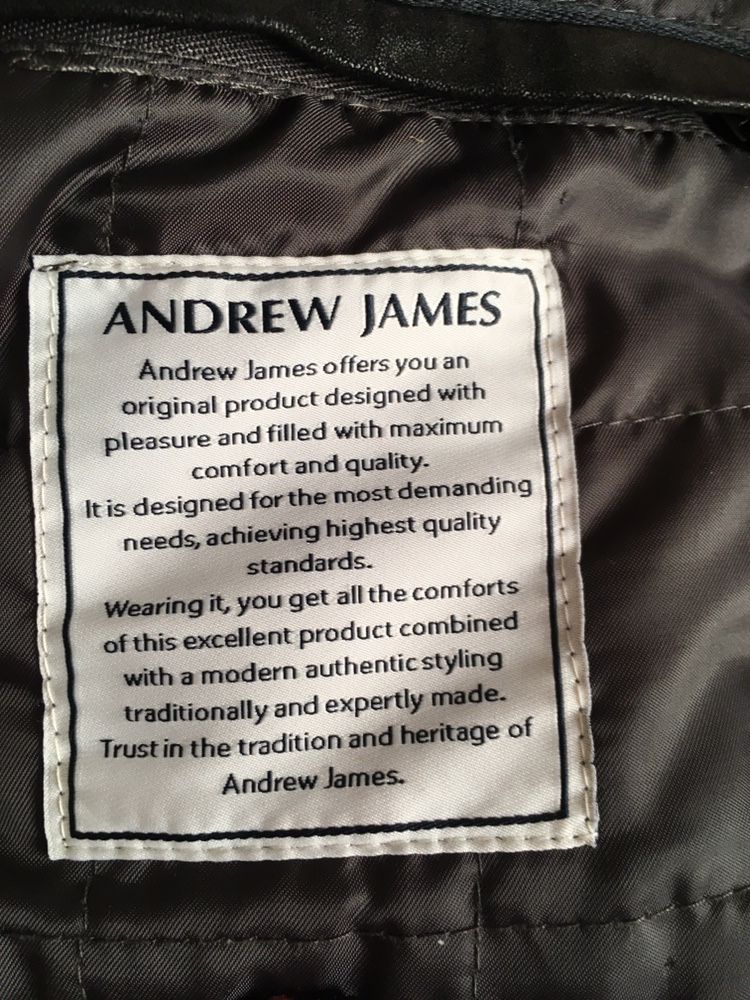 ANDREW JAMES
Andrew James offers you an
original product designed with
pleasure and filled with maximum
comfort and quality.
It is designed for the most demanding
needs, achieving highest quality
standards.
Wearing it, you get all the comforts
of this excellent product combined
with a modern authentic styling
traditionally and expertly made.
Trust in the tradition and heritage of
Andrew James.